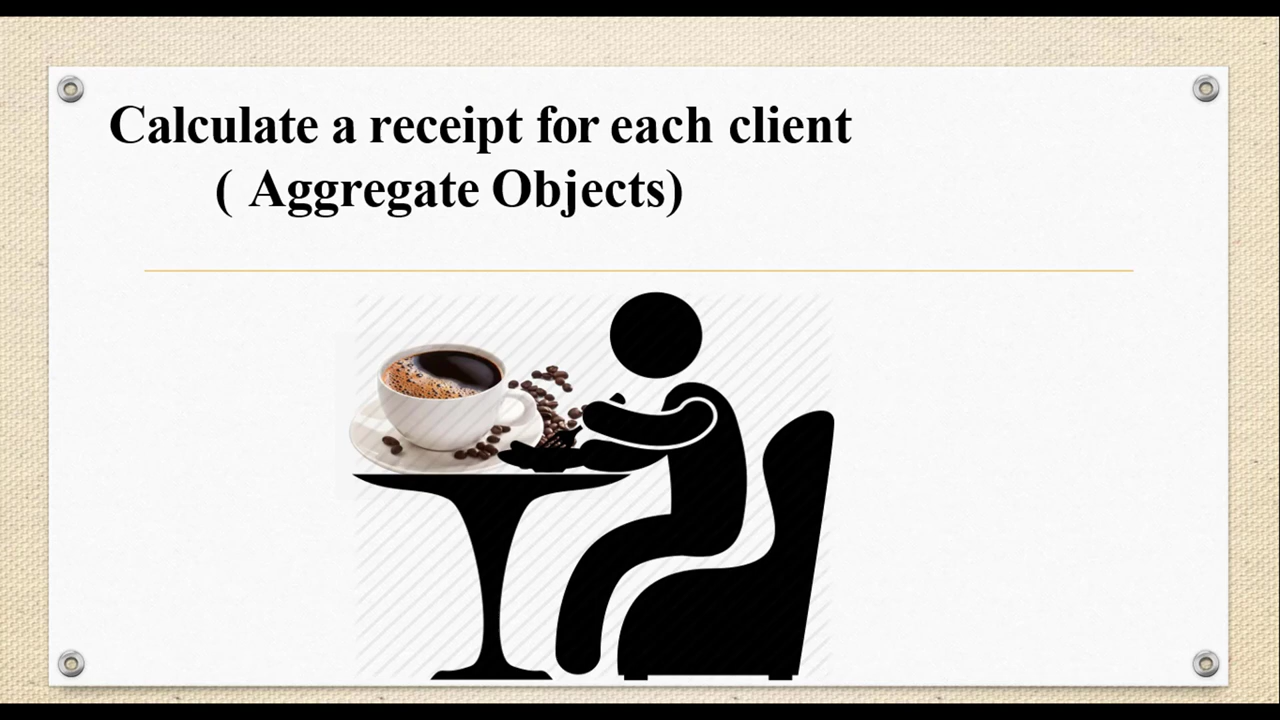 Calculate a receipt for each client
( Aggregate Objects)